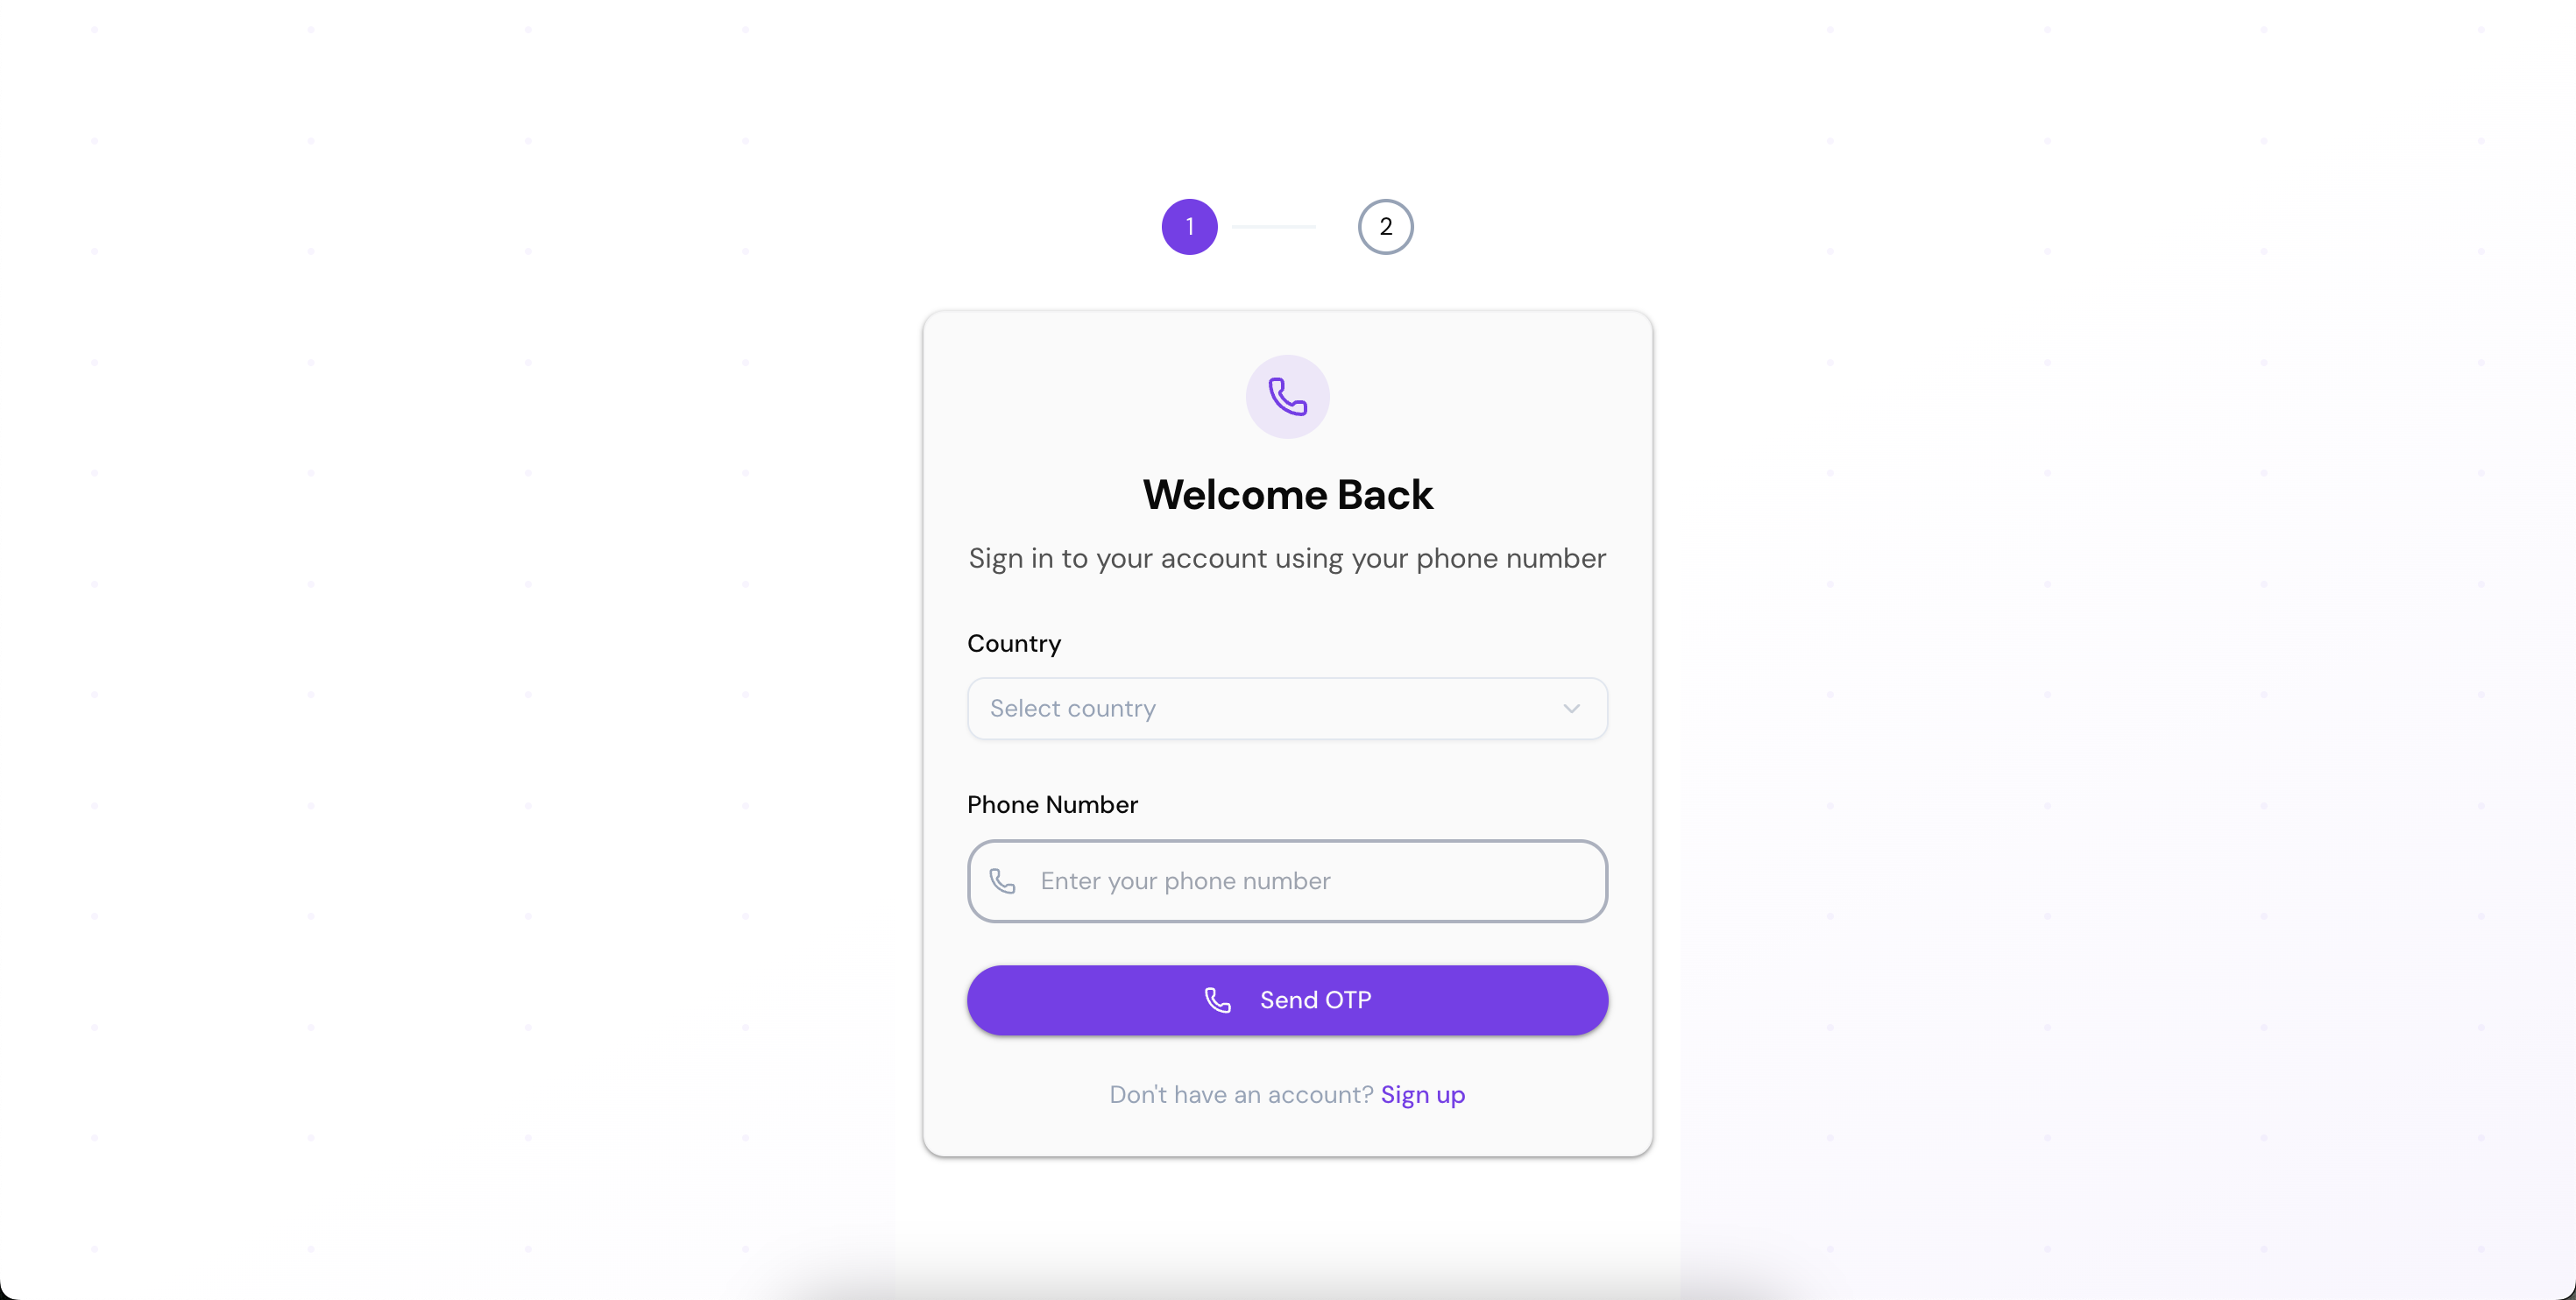 1
2
Welcome Back
Sign in to your account using your phone number
Country
Select country
Phone Number
Enter your phone number
Send OTP
Don't have an account? Sign up